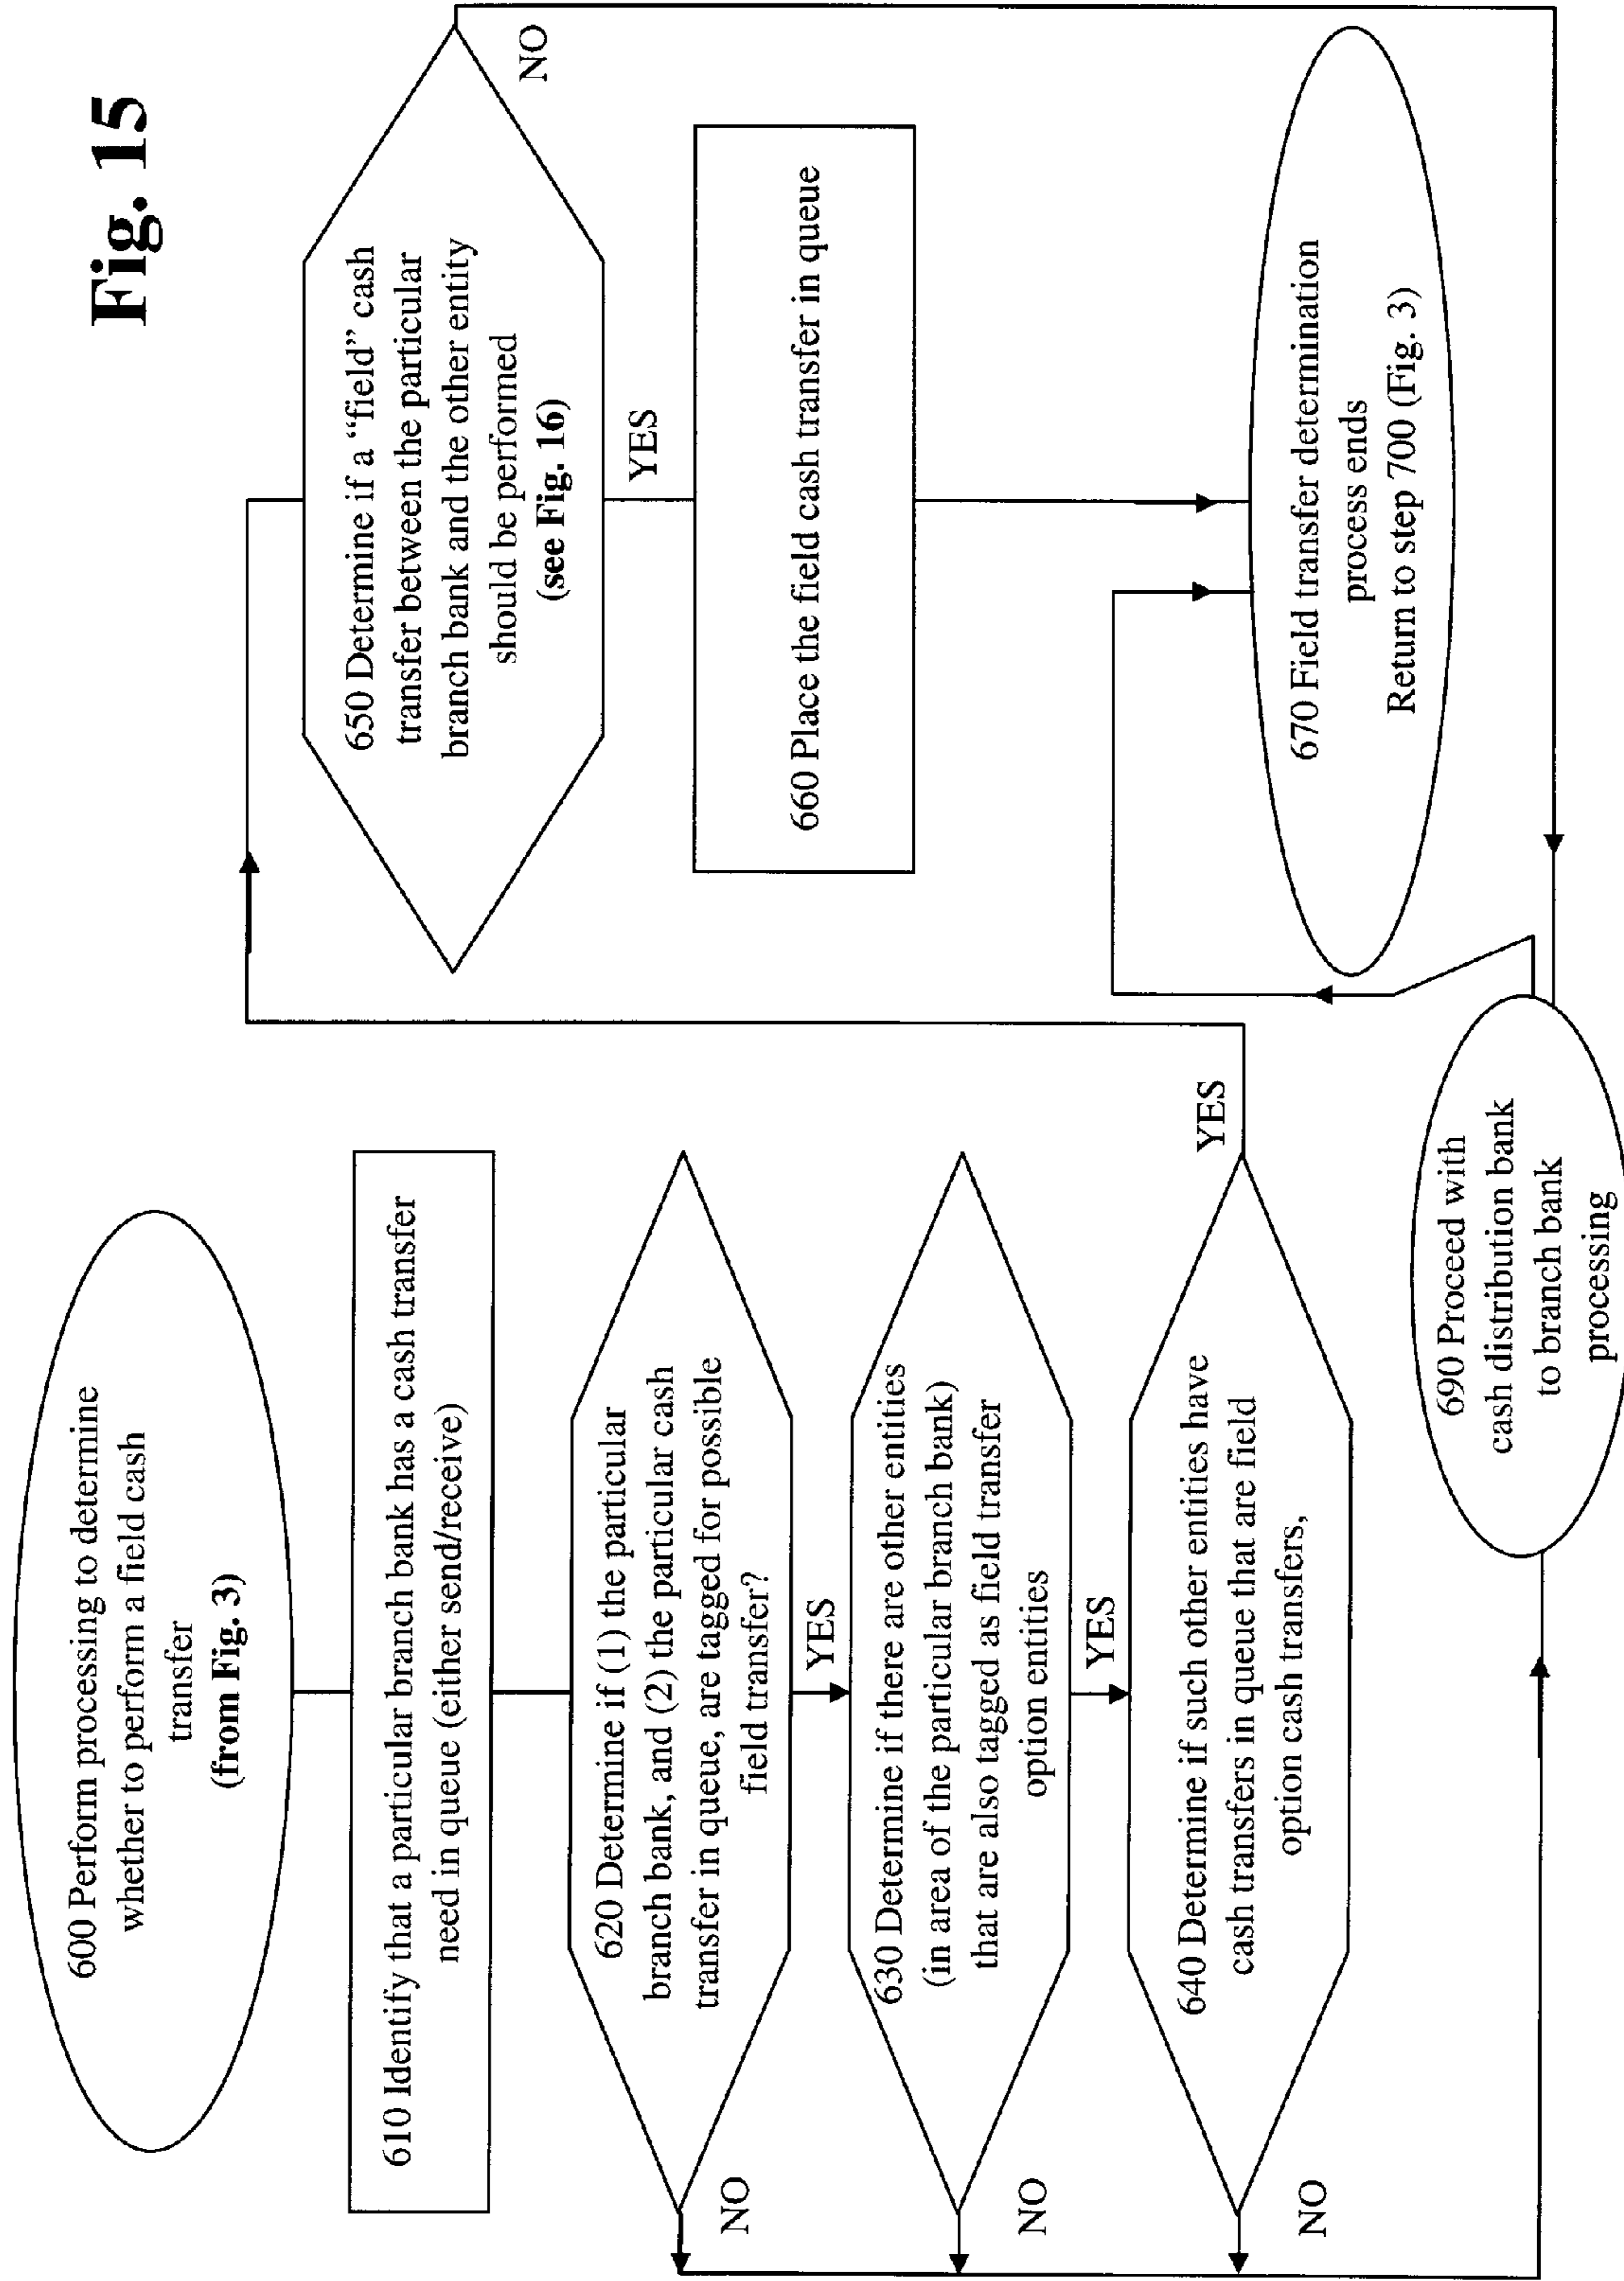 Fig. 15
600 Perform processing to determine
whether to perform a field cash
transfer
(from Fig. 3)
610 Identify that a particular branch bank has a cash transfer
need in queue (either send/receive)
620 Determine if (1) the particular
branch bank, and (2) the particular cash
transfer in queue, are tagged for possible
field transfer?
NO
YES
630 Determine if there are other entities
(in area of the particular branch bank)
that are also tagged as field transfer
option entities
NO
YES
640 Determine if such other entities have
cash transfers in queue that are field
option cash transfers,
NO
YES
650 Determine if a “field” cash
transfer between the particular
branch bank and the other entity
should be performed
(see Fig. 16)
NO
YES
660 Place the field cash transfer in queue
670 Field transfer determination
process ends
Return to step 700 (Fig. 3)
690 Proceed with
cash distribution bank
to branch bank
processing